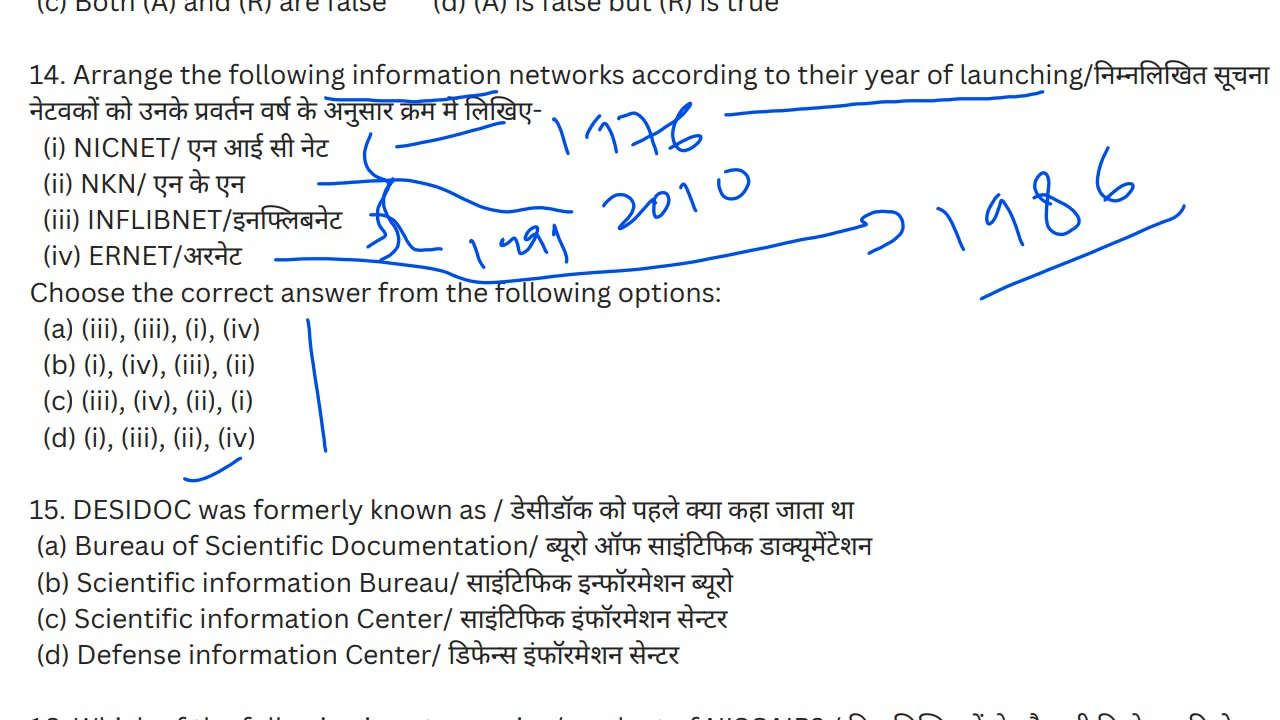 (c) Both (A) and (R) are false (d) (A) is false but (R) is true
14. Arrange the following information networks according to their year of launching/निम्नलिखित सूचना
नेटवकों को उनके प्रवर्तन वर्ष के अनुसार क्रम में लिखिए-
(i) NICNET/ एन आई सी नेट 1976
(ii) NKN/ एन के एन 2010
(iii) INFLIBNET/इनफ्लिबनेट 1991
(iv) ERNET/अरनेट 1986
Choose the correct answer from the following options:
(a) (iii), (iii), (i), (iv)
(b) (i), (iv), (iii), (ii)
(c) (iii), (iv), (ii), (i)
(d) (i), (iii), (ii), (iv)
15. DESIDOC was formerly known as / डेसीडॉक को पहले क्या कहा जाता था
(a) Bureau of Scientific Documentation/ ब्यूरो ऑफ साइंटिफिक डाक्यूमेंटेशन
(b) Scientific information Bureau/ साइंटिफिक इन्फॉरमेशन ब्यूरो
(c) Scientific information Center/ साइंटिफिक इंफॉरमेशन सेन्टर
(d) Defense information Center/ डिफेन्स इंफॉरमेशन सेन्टर